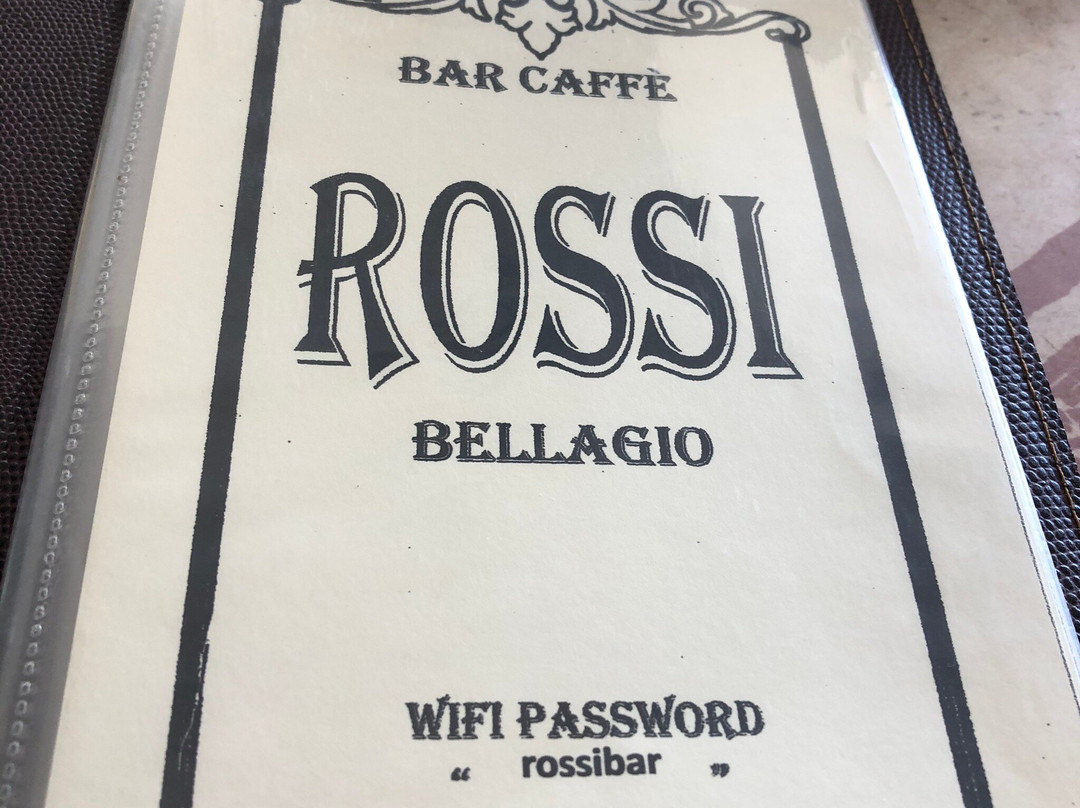 BAR CAFFÈ
ROSSI
BELLAGIO
WIFI PASSWORD
“ rossibar ”